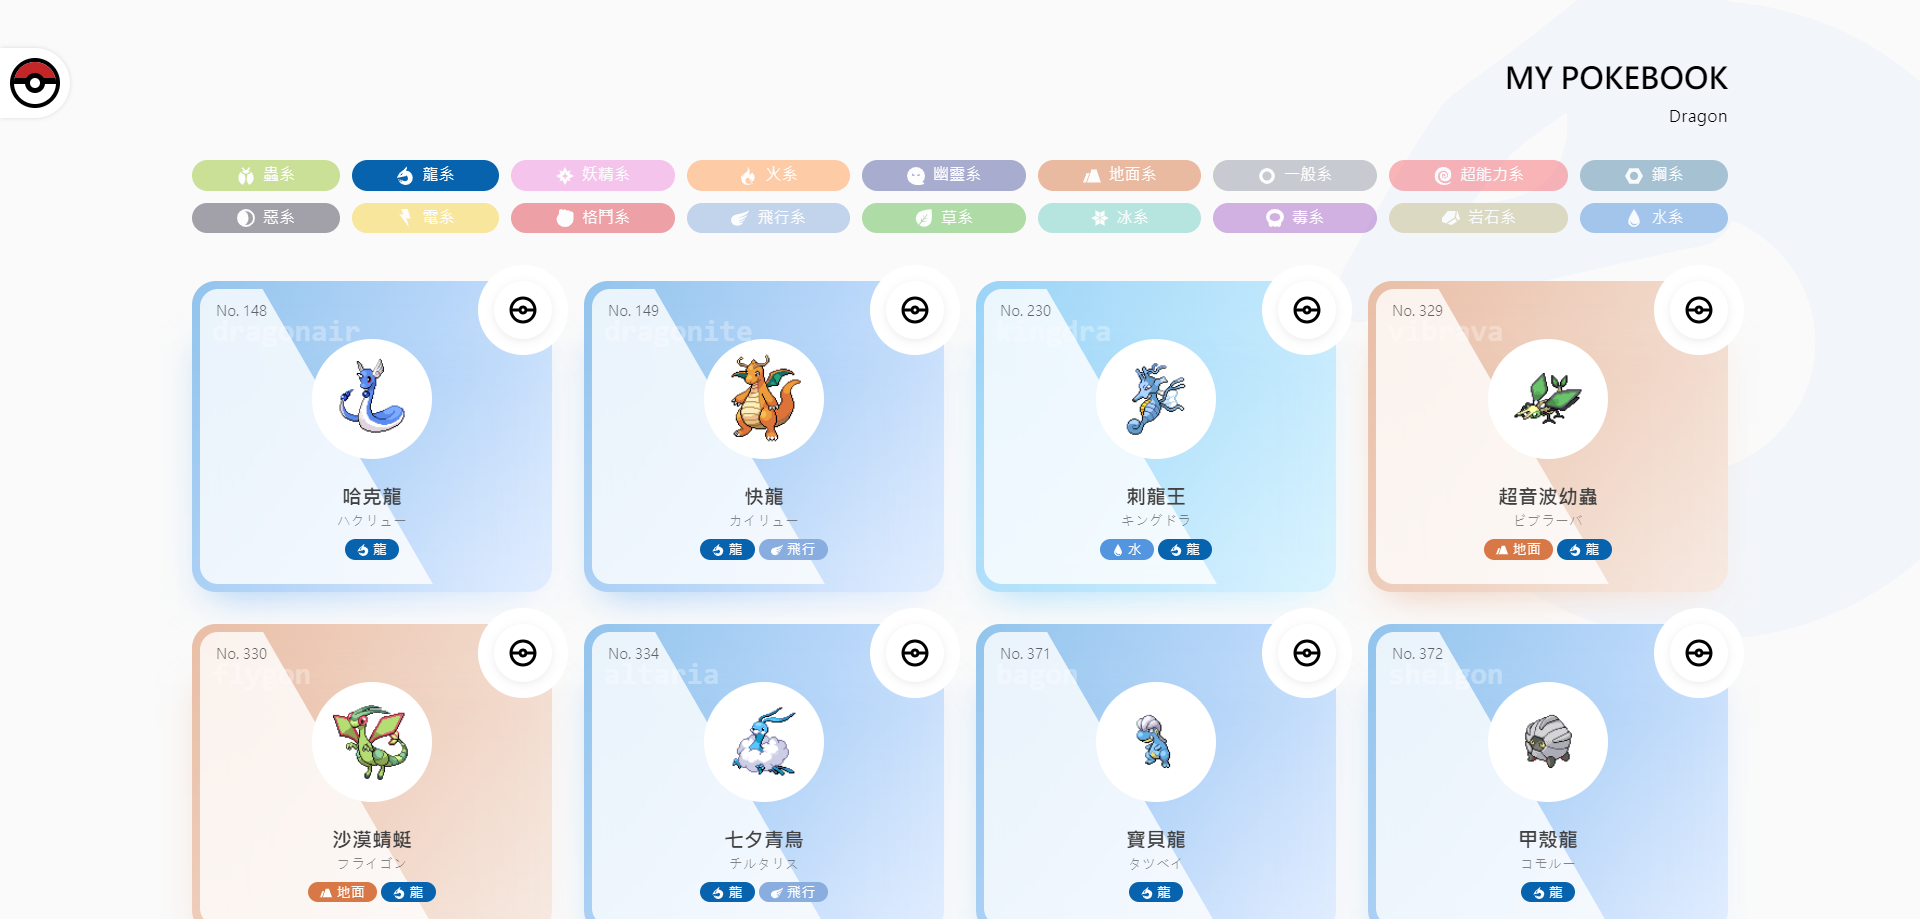 MY POKEBOOK
Dragon
蟲系
龍系
妖精系
火系
幽靈系
地面系
一般系
超能力系
鋼系
惡系
電系
格鬥系
飛行系
草系
冰系
毒系
岩石系
水系
No. 148
dragonair
哈克龍
ハクリュー
龍
No. 149
dragonite
快龍
カイリュー
龍 飛行
No. 230
kingdra
刺龍王
キングドラ
水 龍
No. 329
vibrava
超音波幼蟲
ビブラーバ
地面 龍
No. 330
flygon
沙漠蜻蜓
フライゴン
地面 龍
No. 334
altaria
七夕青鳥
チルタリス
龍 飛行
No. 371
bagon
寶貝龍
タツベイ
龍
No. 372
shelgon
甲殼龍
コモルー
龍